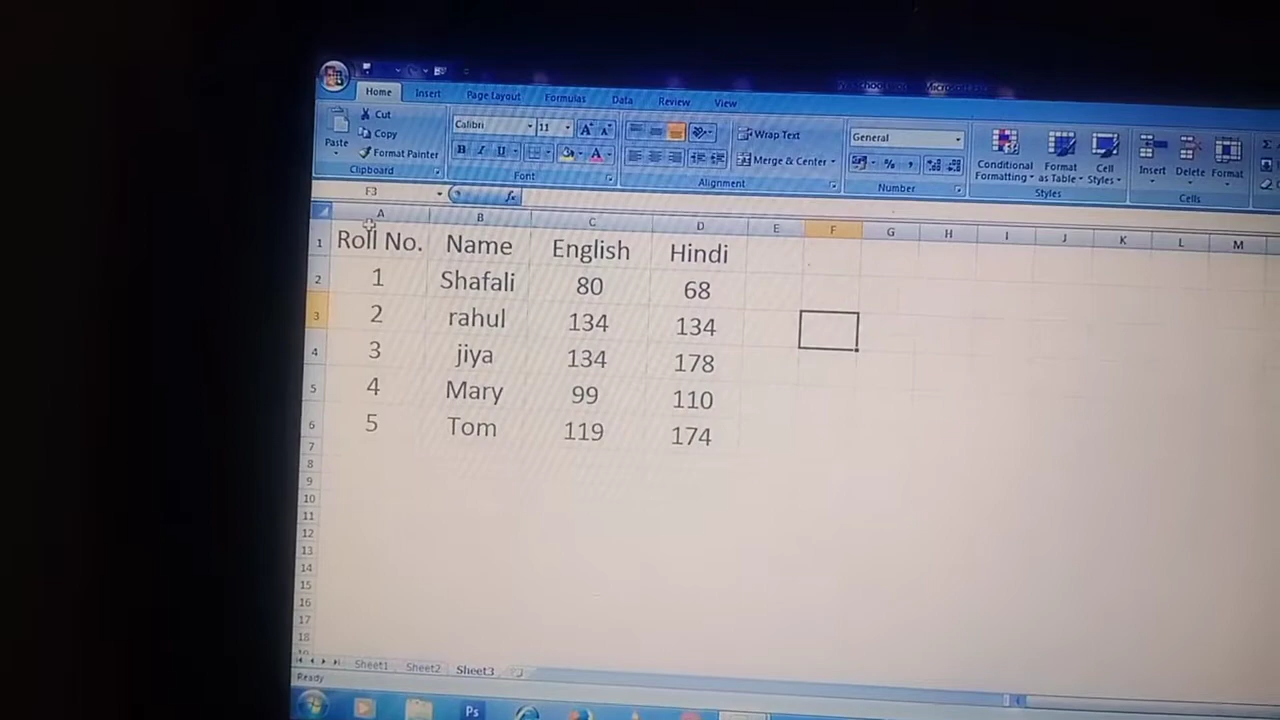 Home Insert Page Layout Formulas Data Review View
Paste Cut Copy Format Painter
Calibri 11 A A
B I U A
Wrap Text
Merge & Center
General
% ,
Conditional Formatting Format as Table Cell Styles
Insert Delete Format
Clipboard Font Alignment Number Styles Cells
F3 fx
A B C D E F G H I J K L M
1 Roll No. Name English Hindi
2 1 Shafali 80 68
3 2 rahul 134 134
4 3 jiya 134 178
5 4 Mary 99 110
6 5 Tom 119 174
7
8
9
10
11
12
13
14
15
16
17
18
Sheet1 Sheet2 Sheet3
Ready
Ps